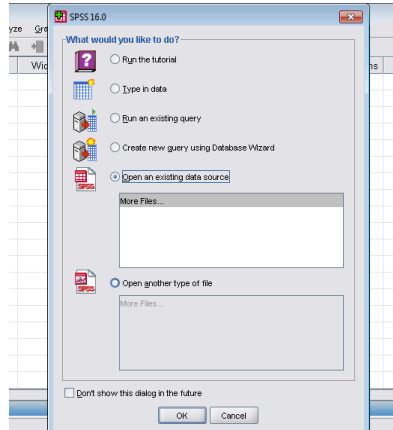 SPSS 16.0
yze Gra
Wid
ns
What would you like to do?
Run the tutorial
Type in data
Run an existing query
Create new query using Database Wizard
Open an existing data source
SPSS
More Files...
Open another type of file
SPSS
More Files...
Don't show this dialog in the future
OK Cancel